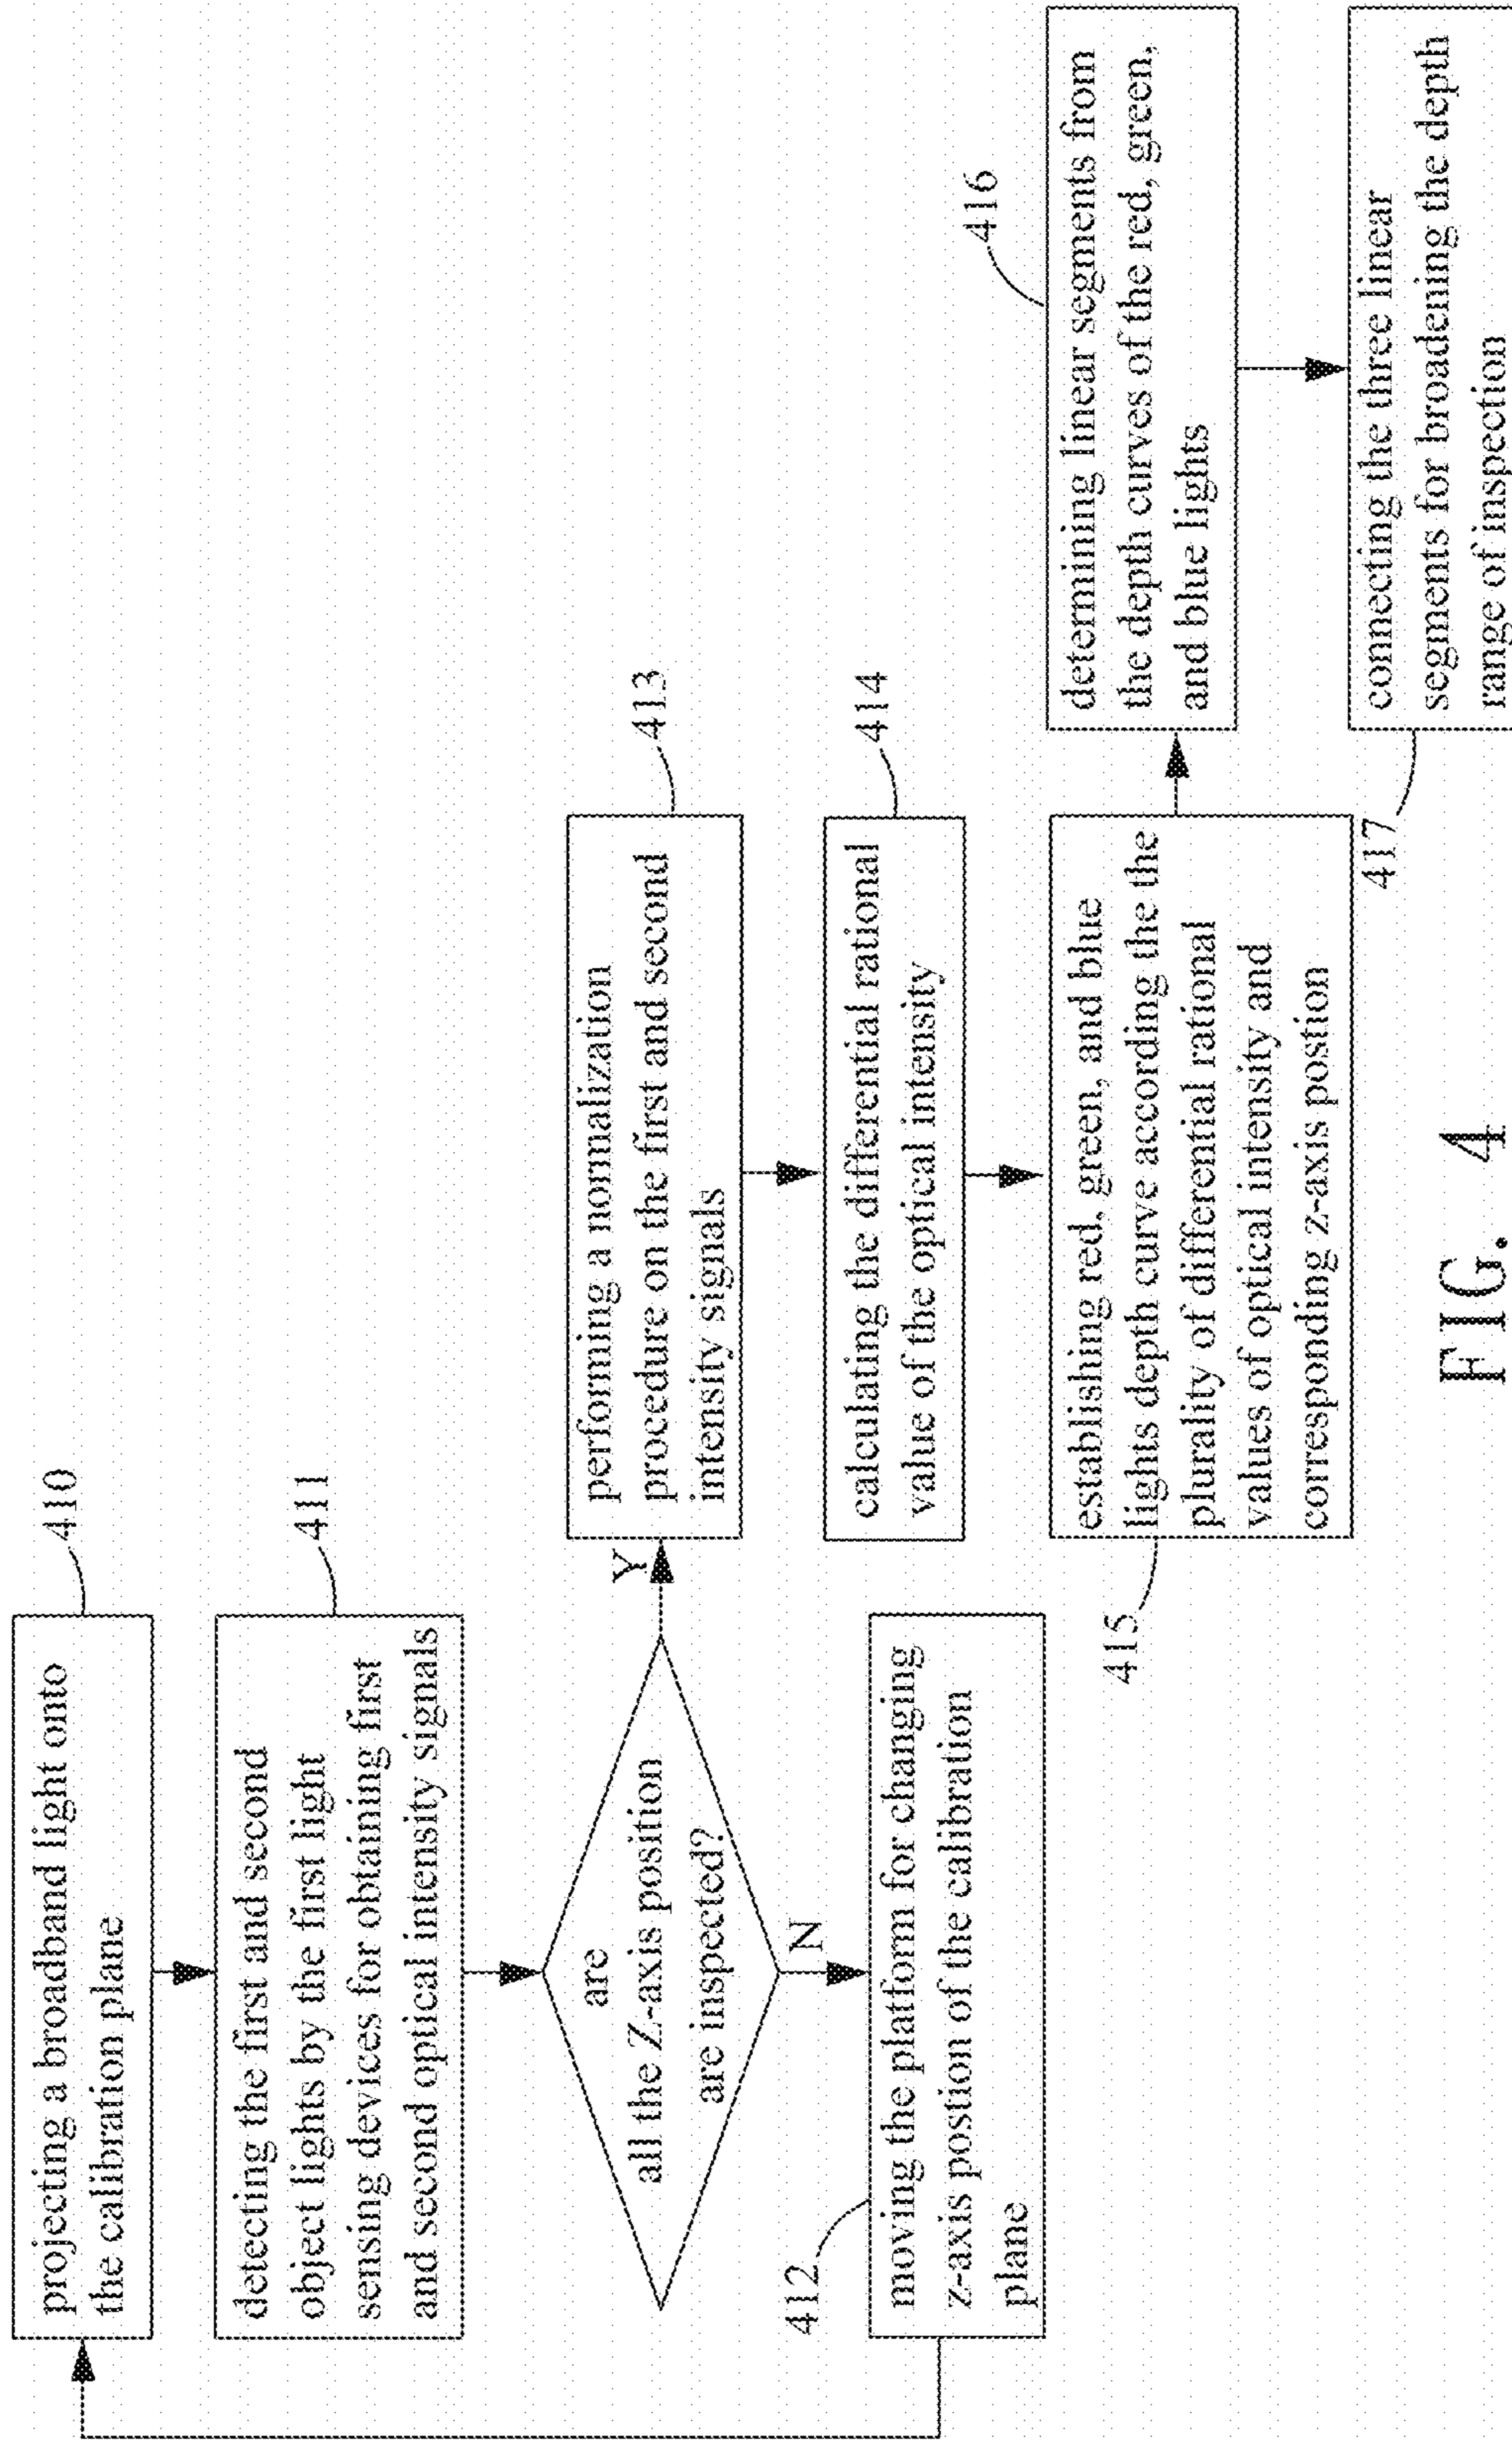 410
projecting a broadband light onto
the calibration plane
411
detecting the first and second
object lights by the first light
sensing devices for obtaining first
and second optical intensity signals
are
all the Z-axis position
are inspected?
Y
N
412
moving the platform for changing
z-axis postion of the calibration
plane
413
performing a normalization
procedure on the first and second
intensity signals
414
calculating the differential rational
value of the optical intensity
415
establishing red, green, and blue
lights depth curve according the the
plurality of differential rational
values of optical intensity and
corresponding z-axis postion
416
determining linear segments from
the depth curves of the red, green,
and blue lights
417
connecting the three linear
segments for broadening the depth
range of inspection
FIG. 4